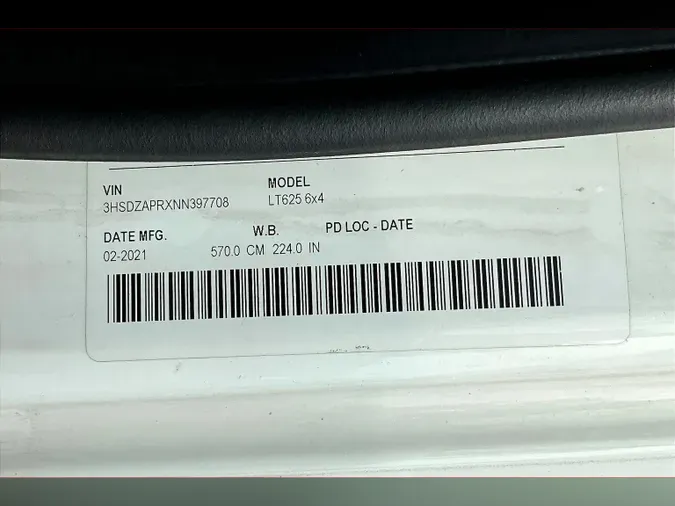 VIN MODEL
3HSDZAPRXNN397708 LT625 6x4
DATE MFG. W.B. PD LOC - DATE
02-2021 570.0 CM 224.0 IN